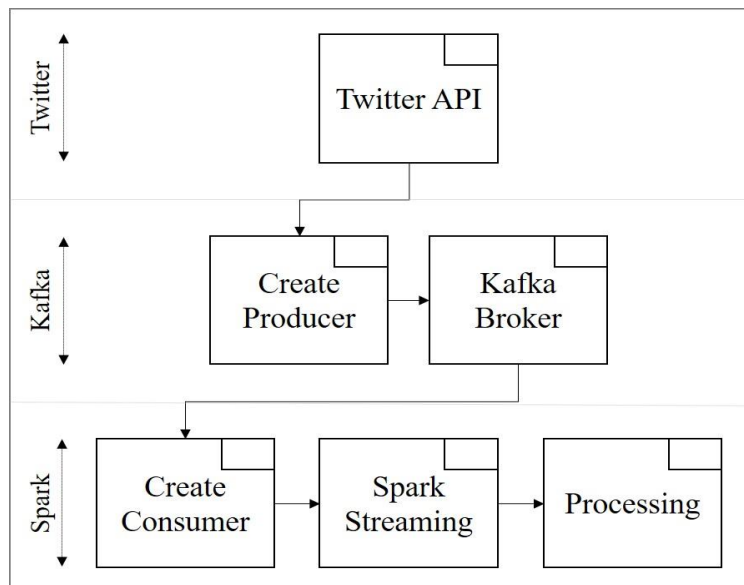 Twitter
Twitter API
Kafka
Create
Producer
Kafka
Broker
Spark
Create
Consumer
Spark
Streaming
Processing